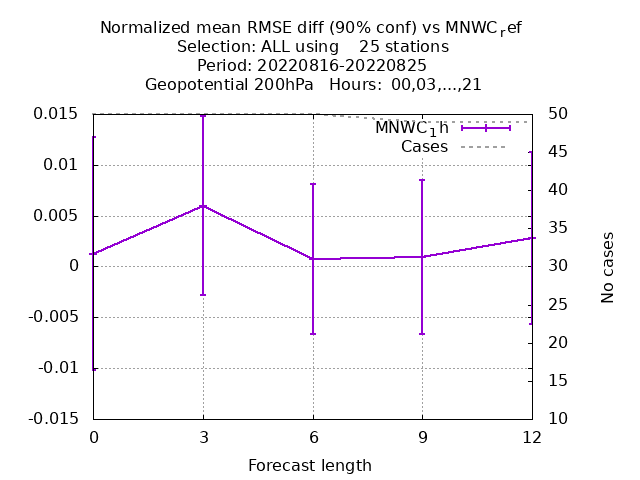 Normalized mean RMSE diff (90% conf) vs MNWCref
Selection: ALL using 25 stations
Period: 20220816-20220825
Geopotential 200hPa Hours: 00,03,...,21
MNWC1h
Cases
0.015
0.01
0.005
0
-0.005
-0.01
-0.015
50
45
40
35
30
25
20
15
10
No cases
0 3 6 9 12
Forecast length